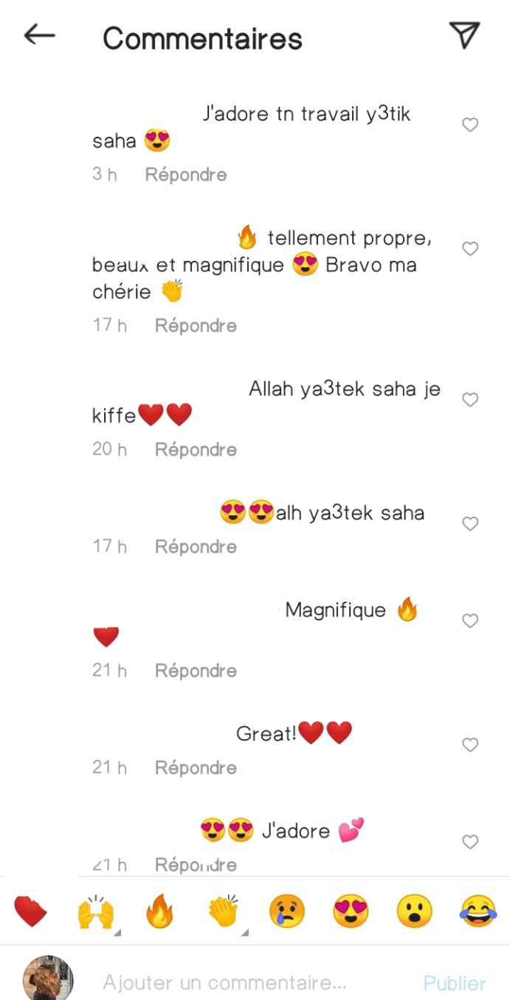 Commentaires
J'adore tn travail y3tik
saha 😍
3 h Répondre
🔥 tellement propre,
beaux et magnifique 😍 Bravo ma
chérie 👏
17 h Répondre
Allah ya3tek saha je
kiffe❤️❤️
20 h Répondre
😍😍alh ya3tek saha
17 h Répondre
Magnifique 🔥
❤️
21 h Répondre
Great!❤️❤️
21 h Répondre
😍😍 J'adore 💕
21 h Répondre
❤️ 🙌 🔥 👏 😢 😍 😮 😂
Ajouter un commentaire... Publier